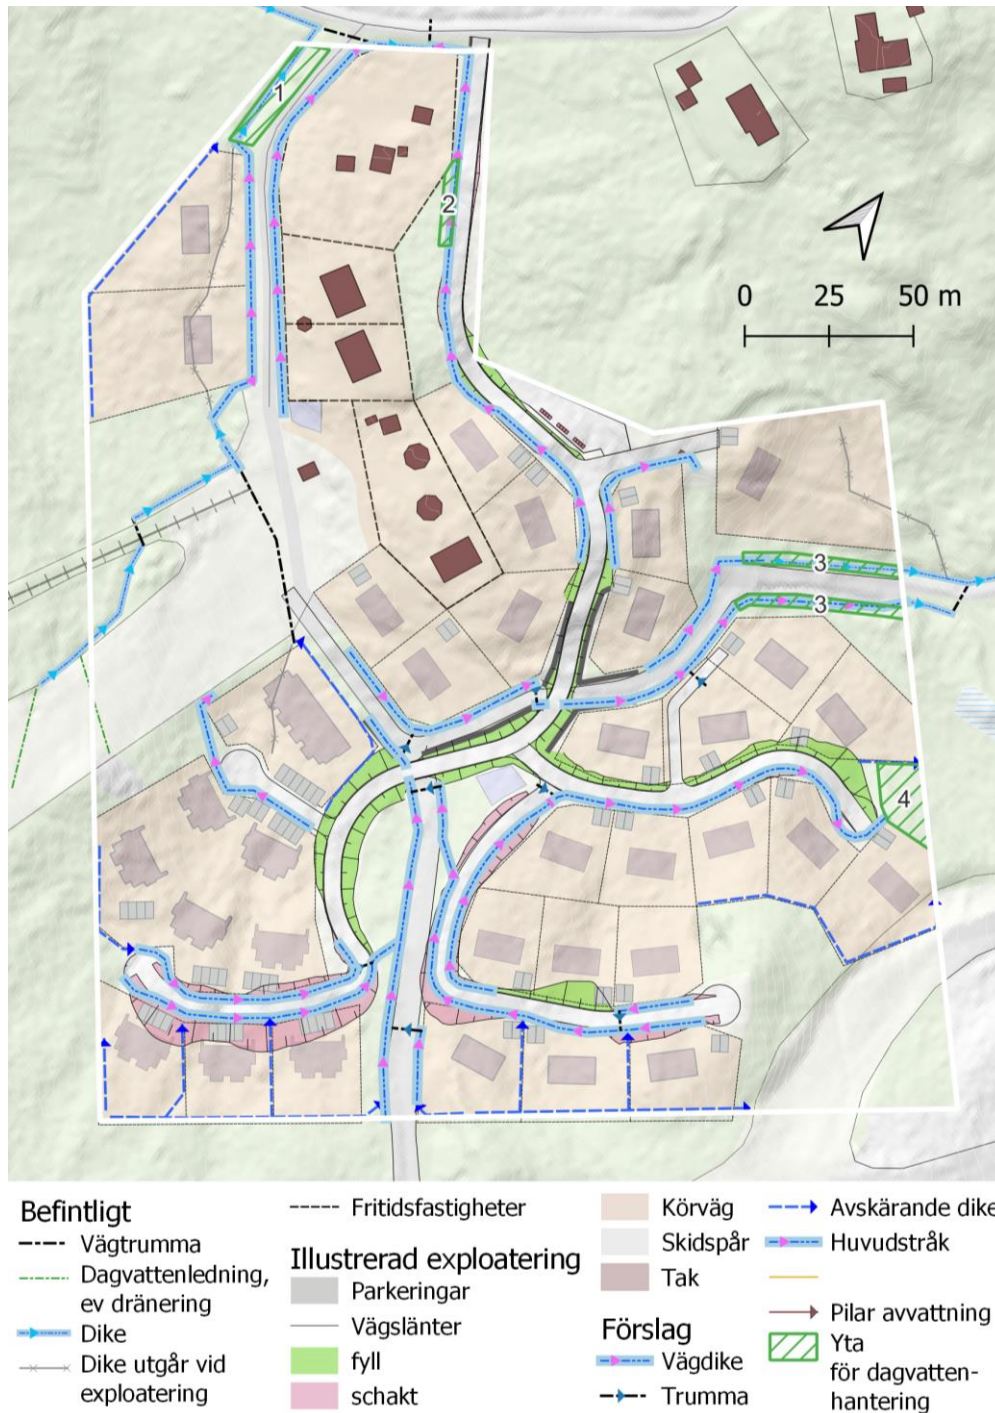 1
2
0 25 50 m
3
3
4
Befintligt
Vägtrumma
Dagvattenledning,
ev dränering
Dike
Dike utgår vid
exploatering
Fritidsfastigheter
Illustrerad exploatering
Parkeringar
Vägslänter
fyll
schakt
Körväg
Skidspår
Tak
Förslag
Vägdike
Trumma
Avskärande dike
Huvudstråk
Pilar avvattning
Yta
för dagvatten-
hantering